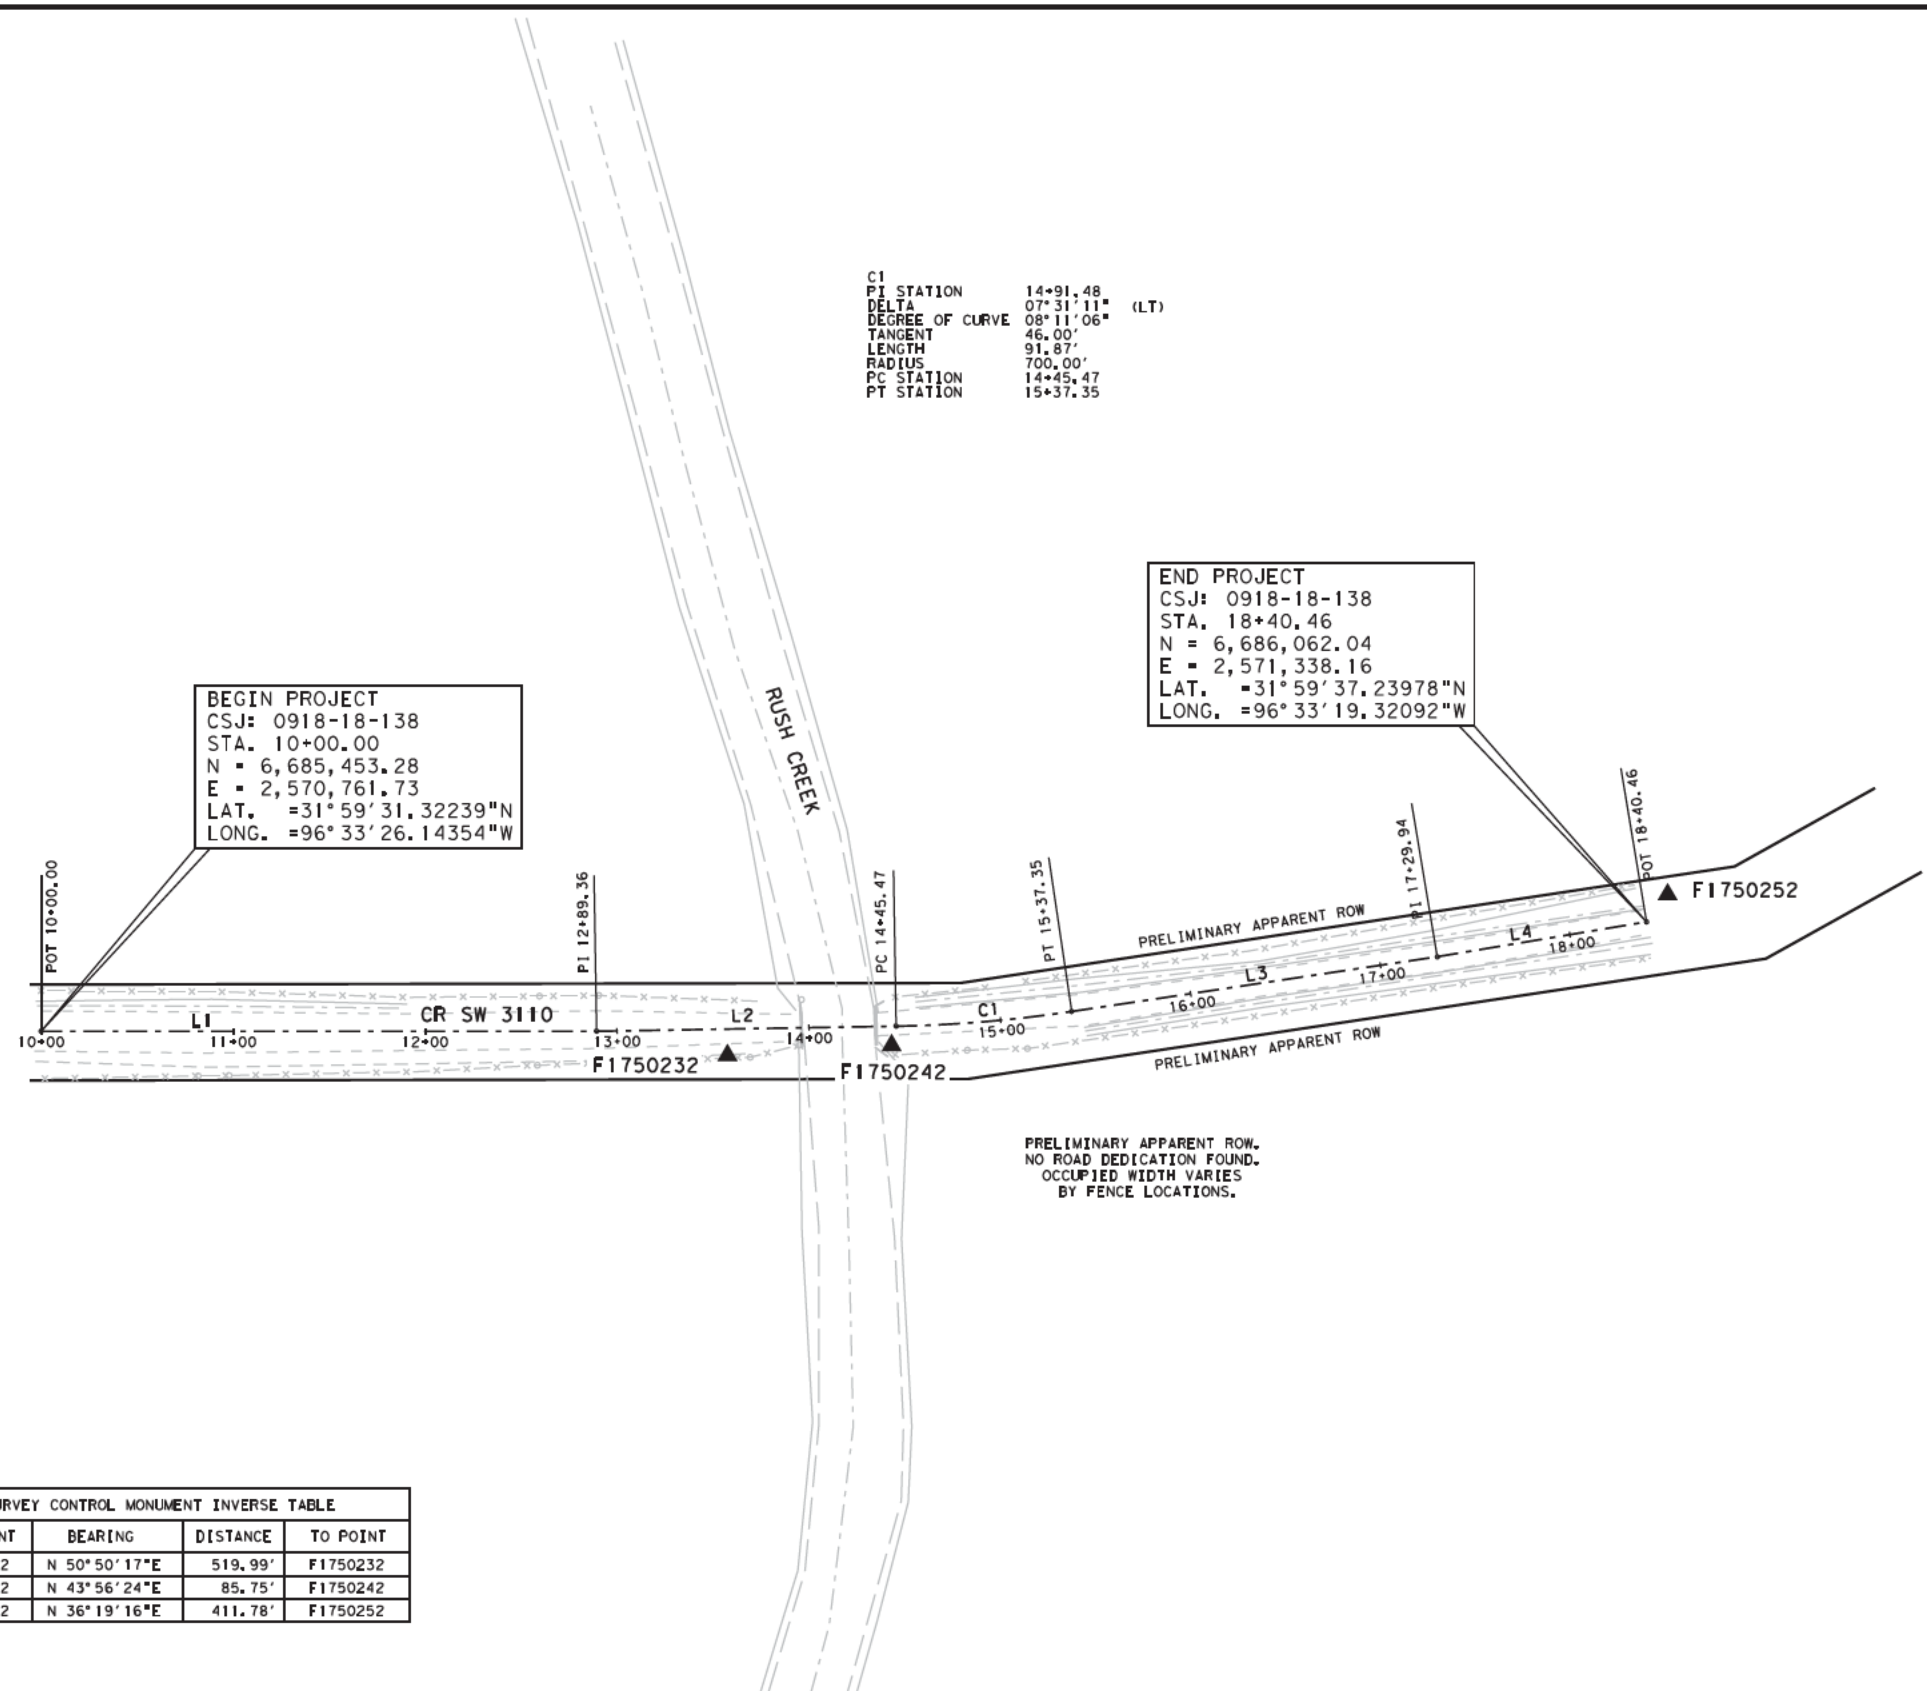 C1
PI STATION 14+91.48
DELTA 07°31'11" (LT)
DEGREE OF CURVE 08°11'06"
TANGENT 46.00'
LENGTH 91.87'
RADIUS 700.00'
PC STATION 14+45.47
PT STATION 15+37.35
END PROJECT
CSJ: 0918-18-138
STA. 18+40.46
N = 6,686,062.04
E = 2,571,338.16
LAT. =31°59'37.23978"N
LONG. =96°33'19.32092"W
BEGIN PROJECT
CSJ: 0918-18-138
STA. 10+00.00
N = 6,685,453.28
E = 2,570,761.73
LAT. =31°59'31.32239"N
LONG. =96°33'26.14354"W
RUSH CREEK
POT 10+00.00
PI 12+89.36
PC 14+45.47
PT 15+37.35
PI 17+29.94
POT 18+40.46
F1750252
PRELIMINARY APPARENT ROW
L1
CR SW 3110
L2
C1
L3
L4
10+00
11+00
12+00
13+00
14+00
15+00
16+00
17+00
18+00
F1750232
F1750242
PRELIMINARY APPARENT ROW
PRELIMINARY APPARENT ROW.
NO ROAD DEDICATION FOUND.
OCCUPIED WIDTH VARIES
BY FENCE LOCATIONS.
RVEY CONTROL MONUMENT INVERSE TABLE
NT BEARING DISTANCE TO POINT
2 N 50°50'17"E 519.99' F1750232
2 N 43°56'24"E 85.75' F1750242
2 N 36°19'16"E 411.78' F1750252